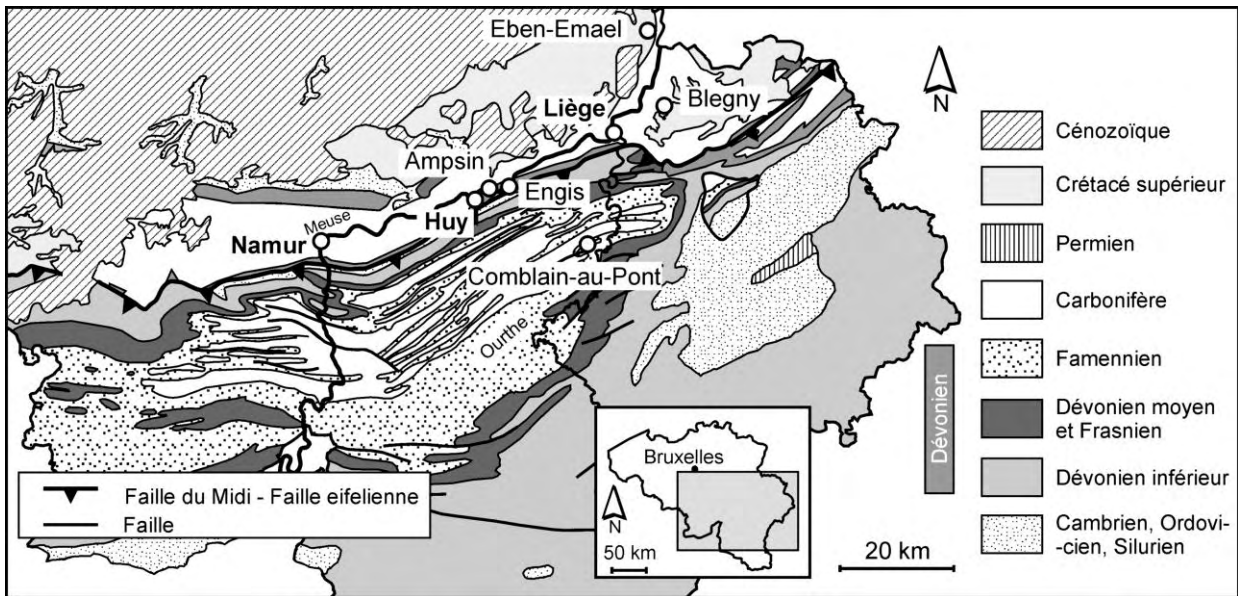 Eben-Emael
N
Liège
Blegny
Ampsin
Engis
Huy
Meuse
Namur
Comblain-au-Pont
Ourthe
Cénozoïque
Crétacé supérieur
Permien
Carbonifère
Famennien
Dévonien moyen
et Frasnien
Dévonien inférieur
Cambrien, Ordovi-
-cien, Silurien
Dévonien
Faille du Midi - Faille eifelienne
Faille
Bruxelles
N
50 km
20 km